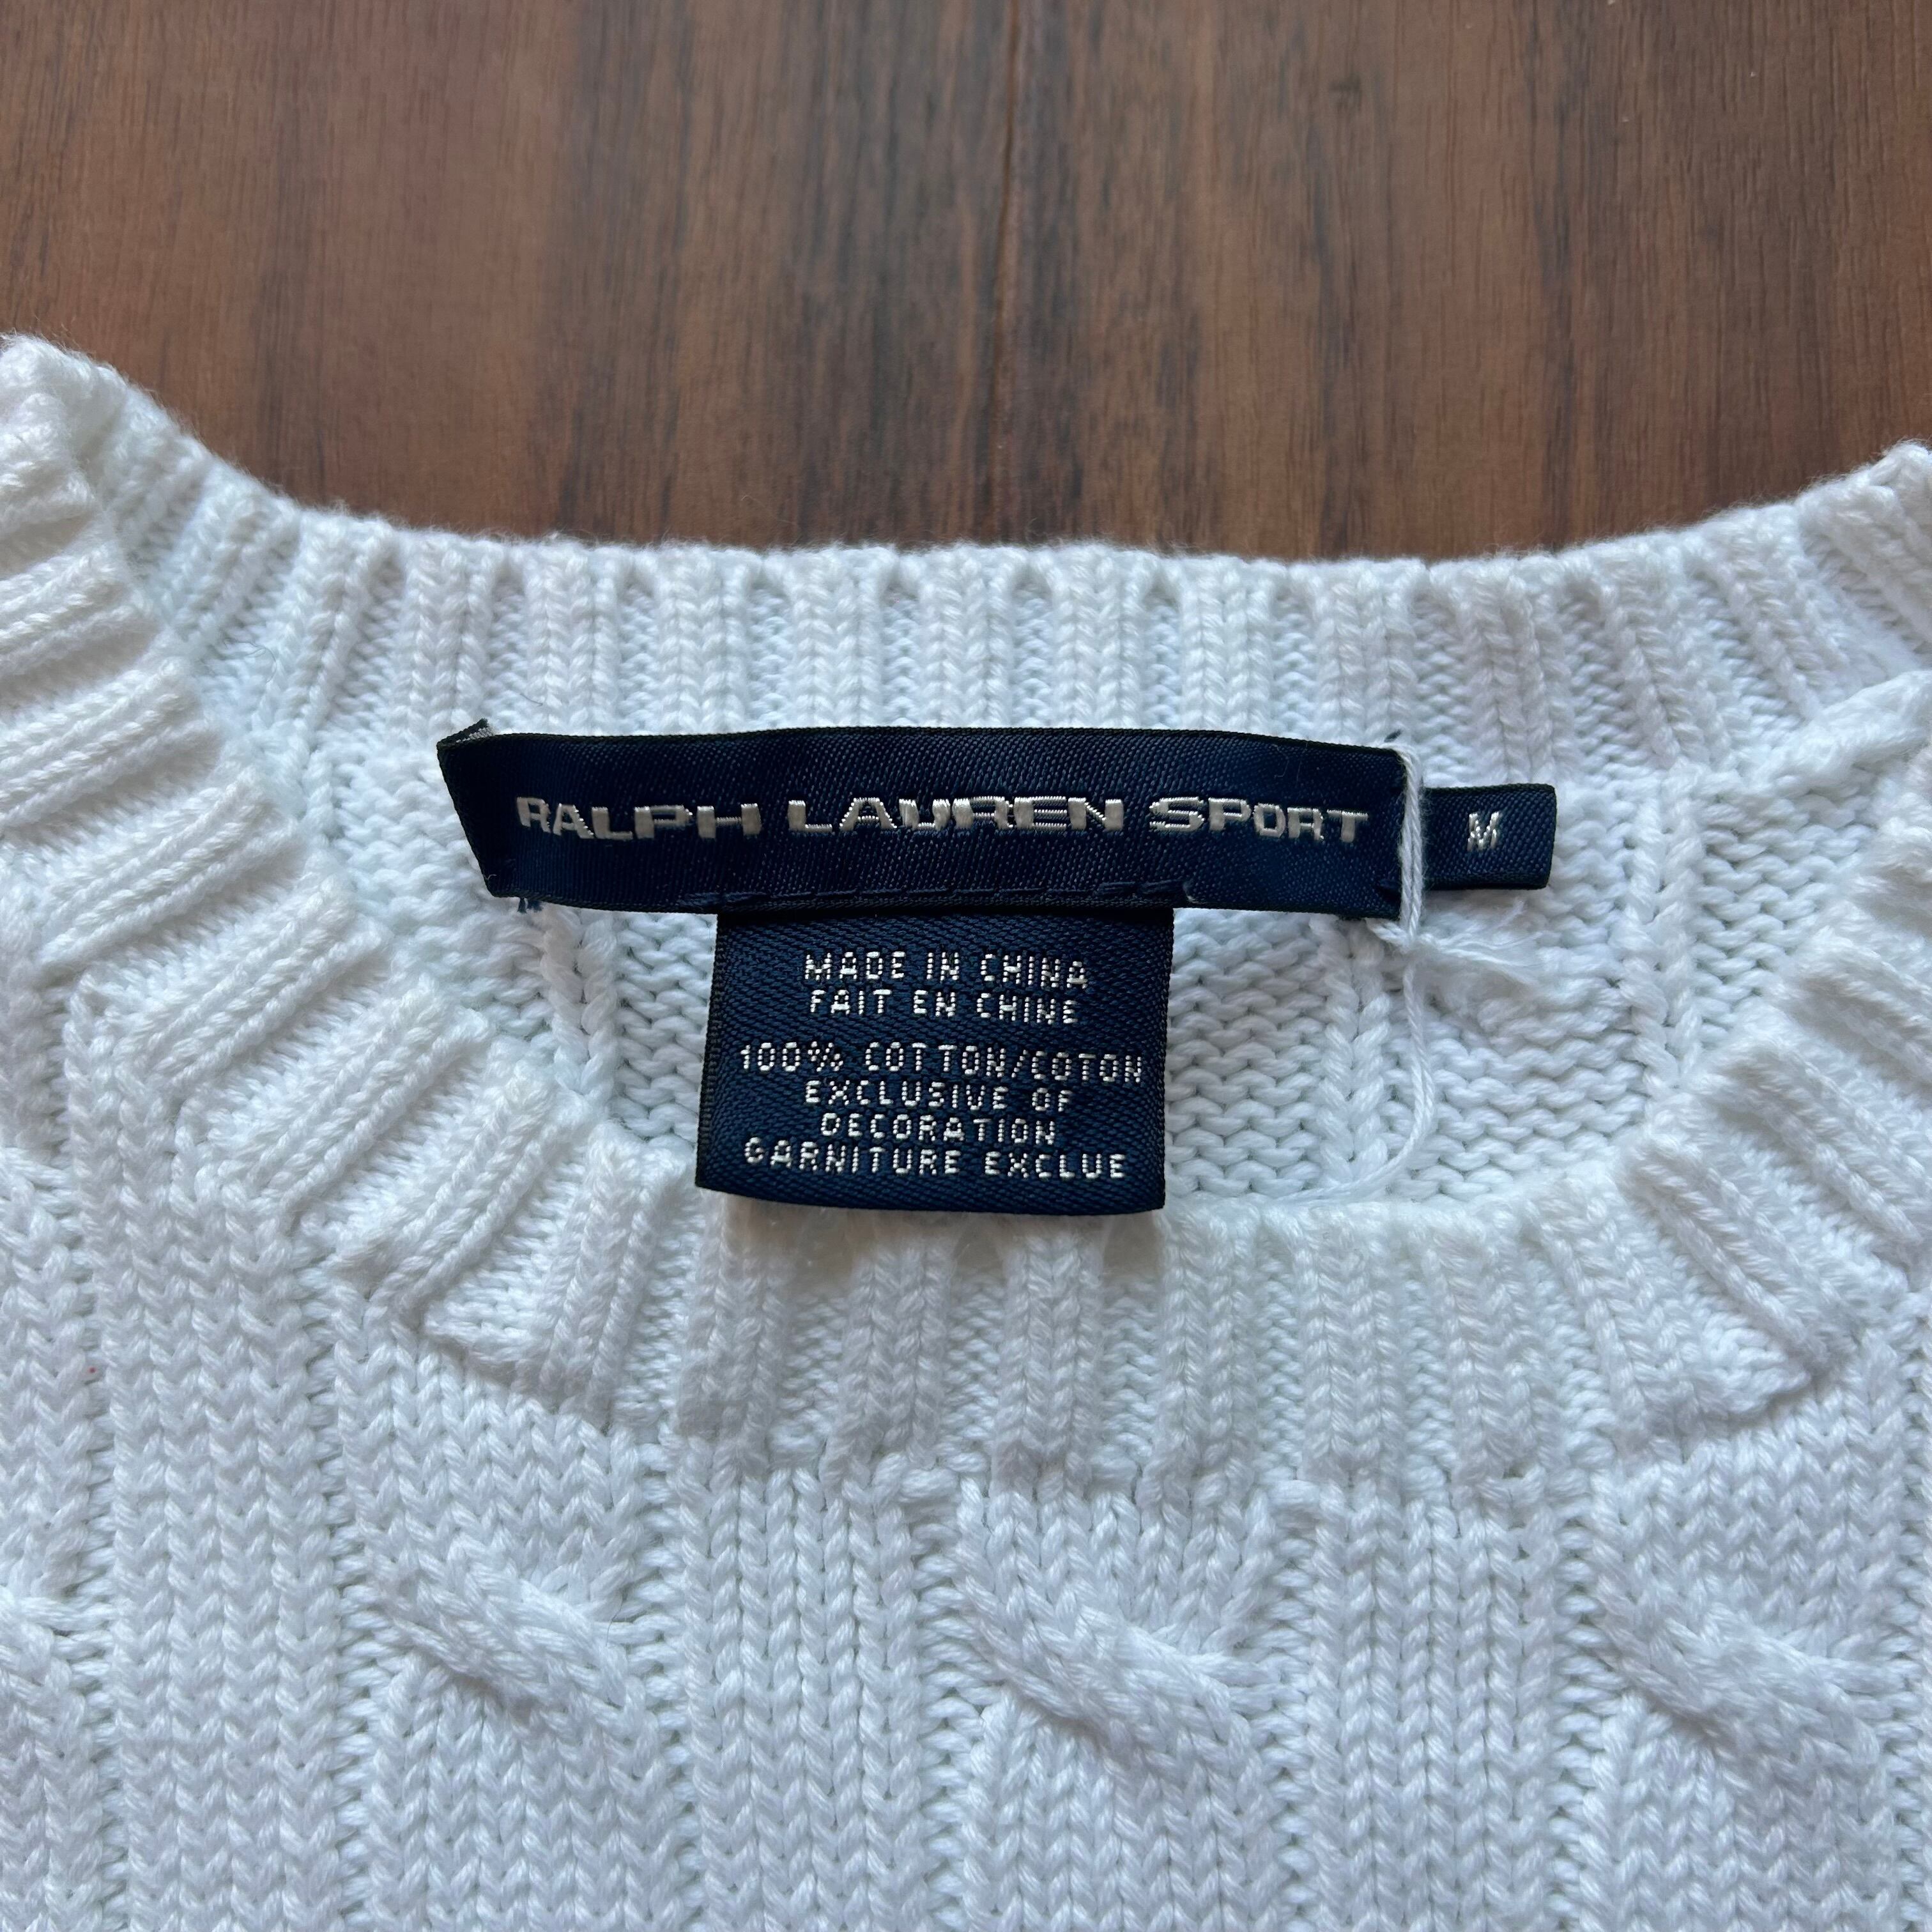 RALPH LAUREN SPORT
M
MADE IN CHINA
FAIT EN CHINE
100% COTTON/COTON
EXCLUSIVE OF
DECORATION
GARNITURE EXCLUE